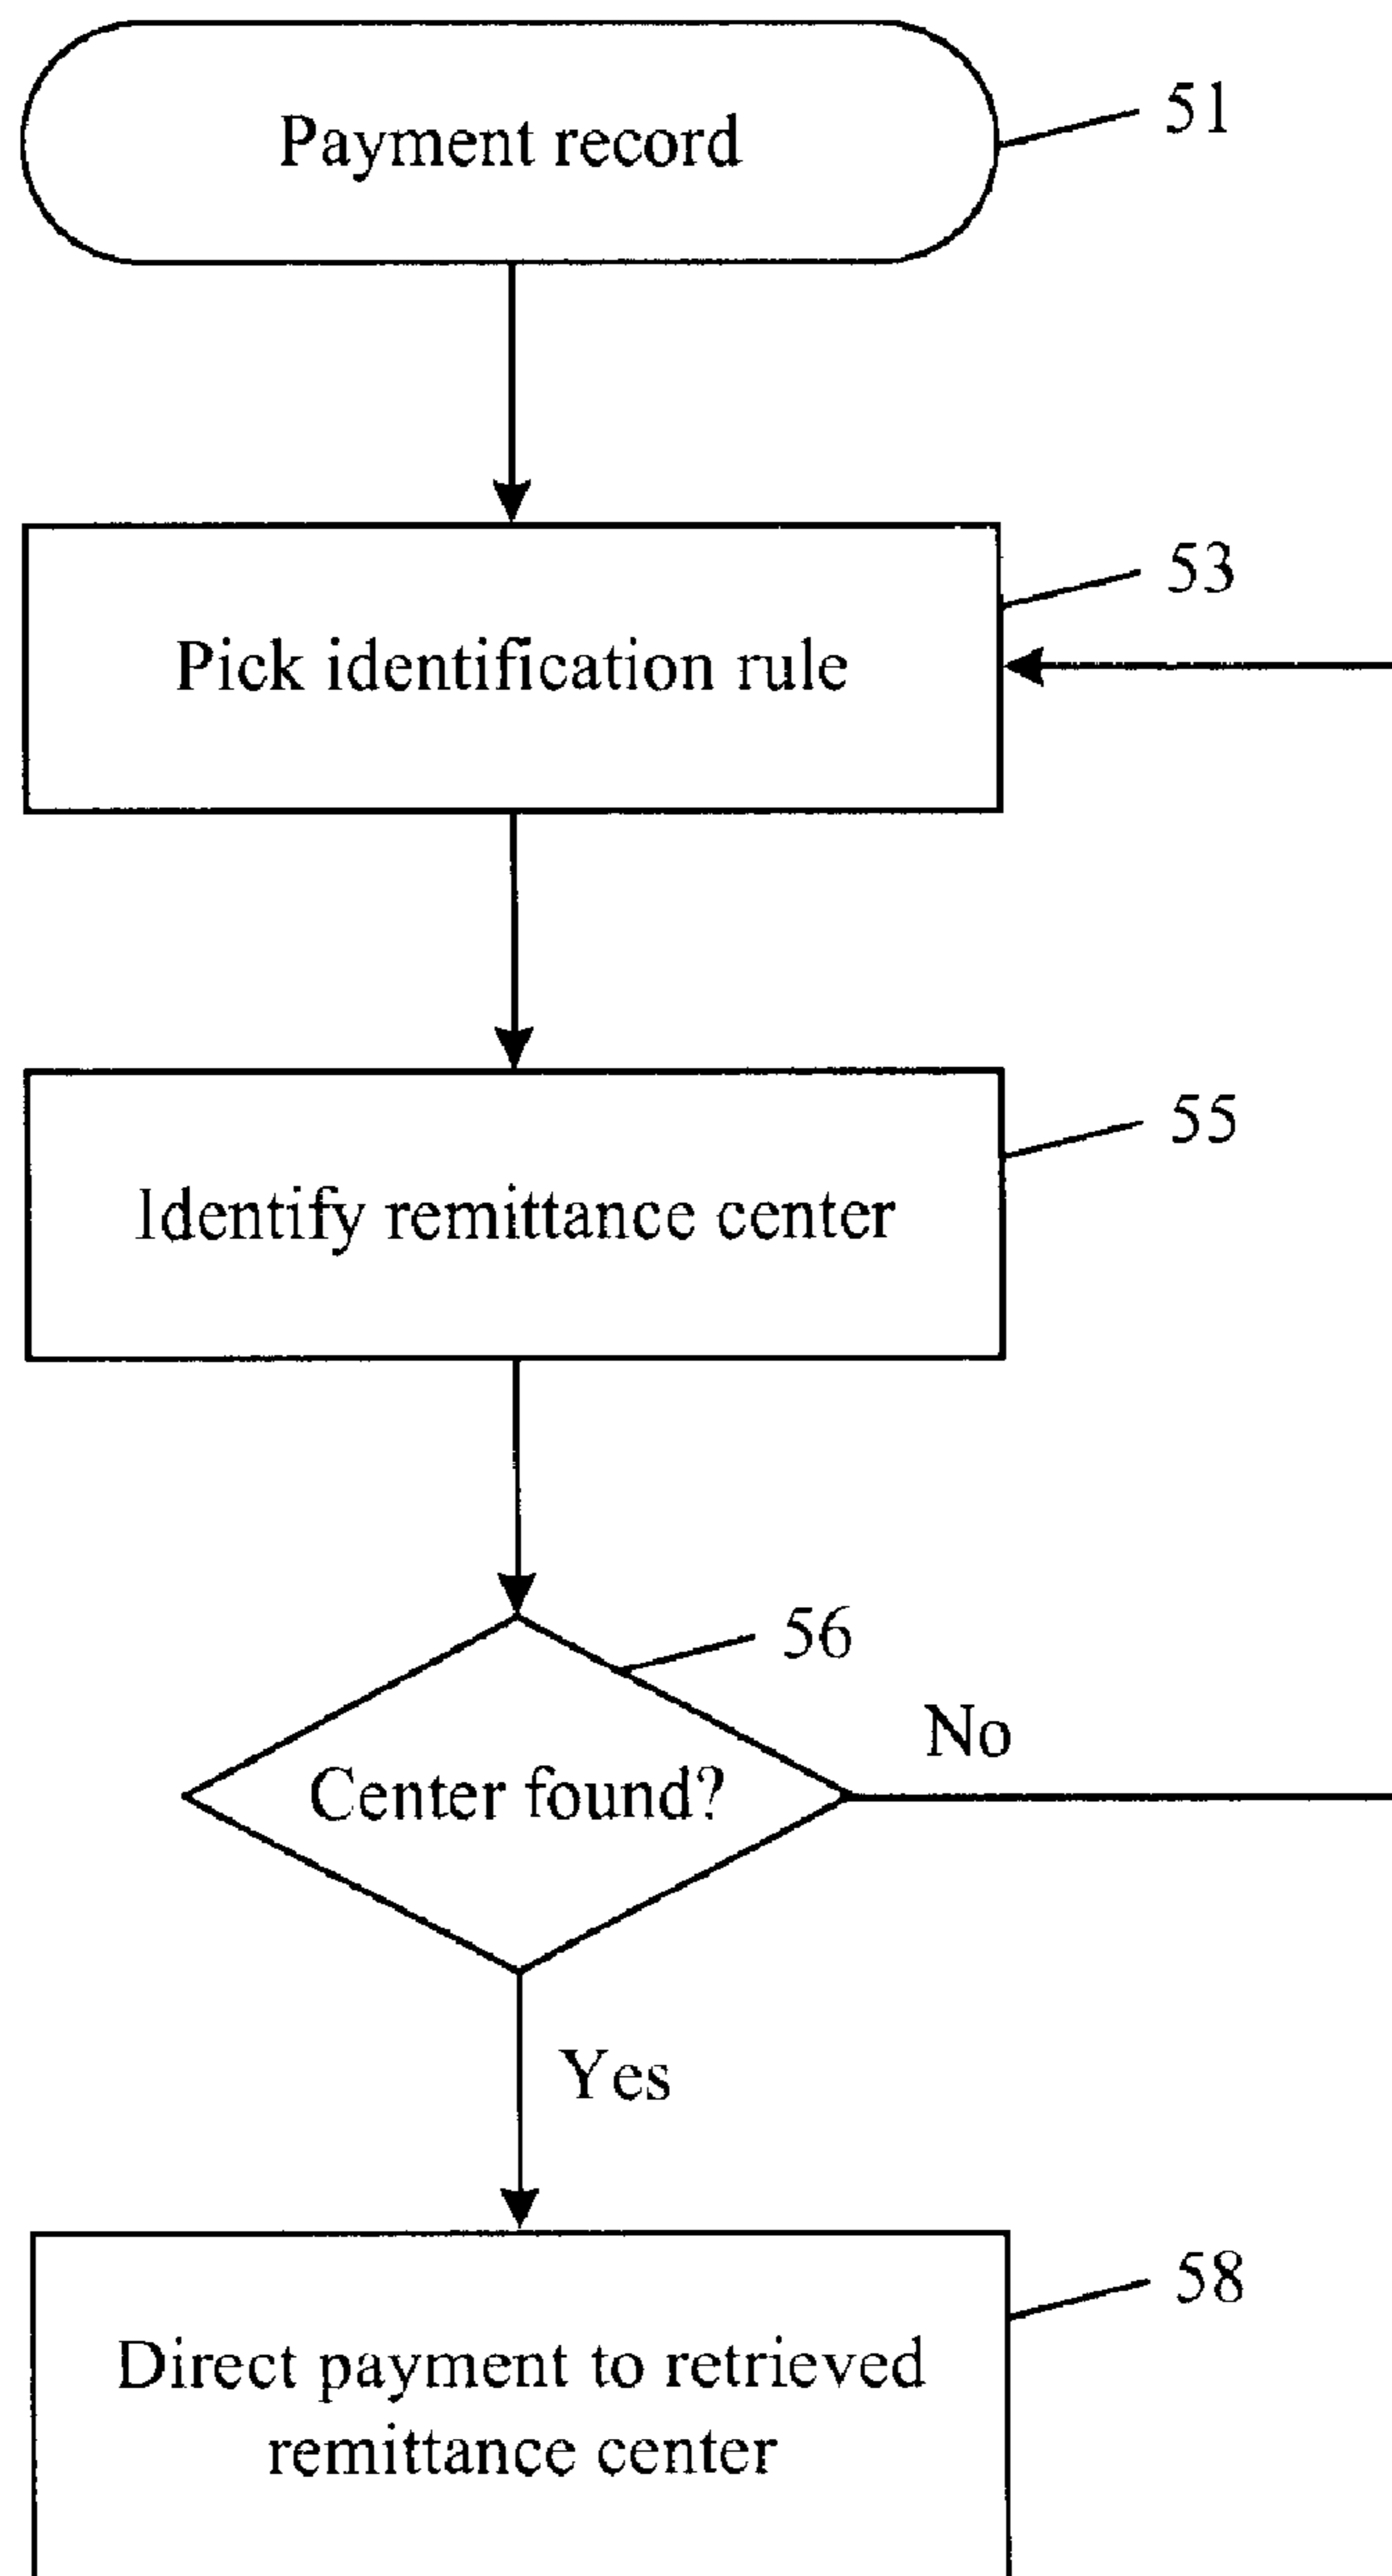 Payment record
51
53
Pick identification rule
55
Identify remittance center
56
No
Center found?
Yes
58
Direct payment to retrieved
remittance center